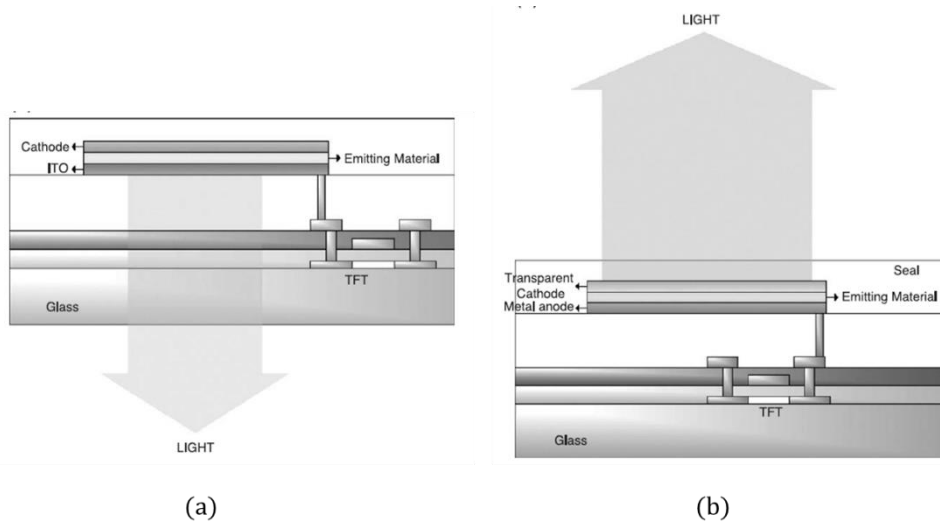 Cathode
Emitting Material
ITO
TFT
Glass
LIGHT
(a)
LIGHT
Seal
Transparent
Cathode
Emitting Material
Metal anode
TFT
Glass
(b)